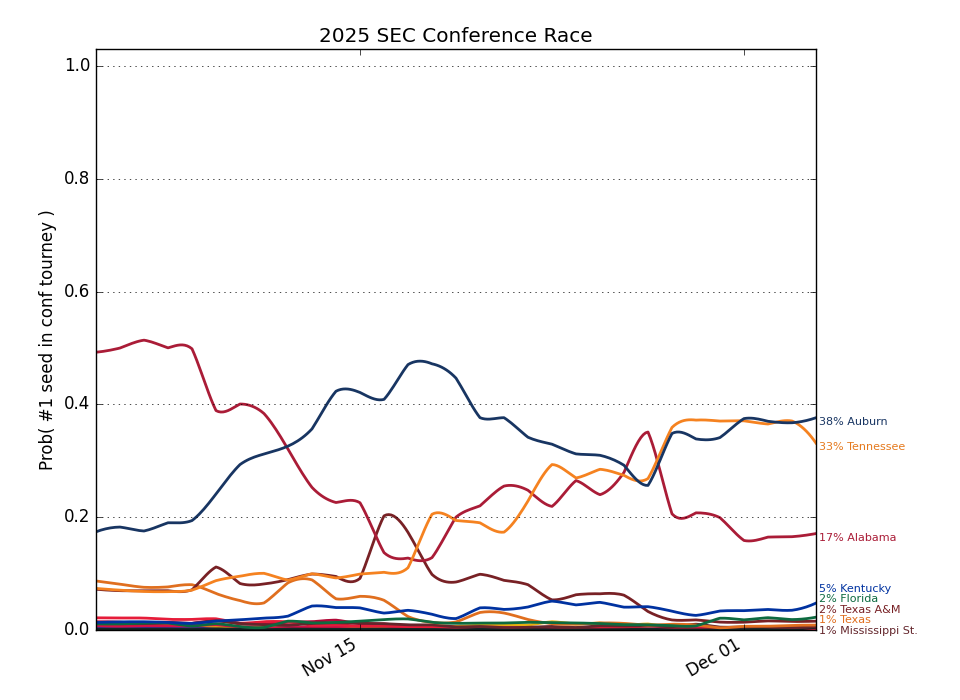 2025 SEC Conference Race
Prob( #1 seed in conf tourney )
1.0
0.8
0.6
0.4
0.2
0.0
Nov 15
Dec 01
38% Auburn
33% Tennessee
17% Alabama
5% Kentucky
2% Florida
2% Texas A&M
1% Texas
1% Mississippi St.